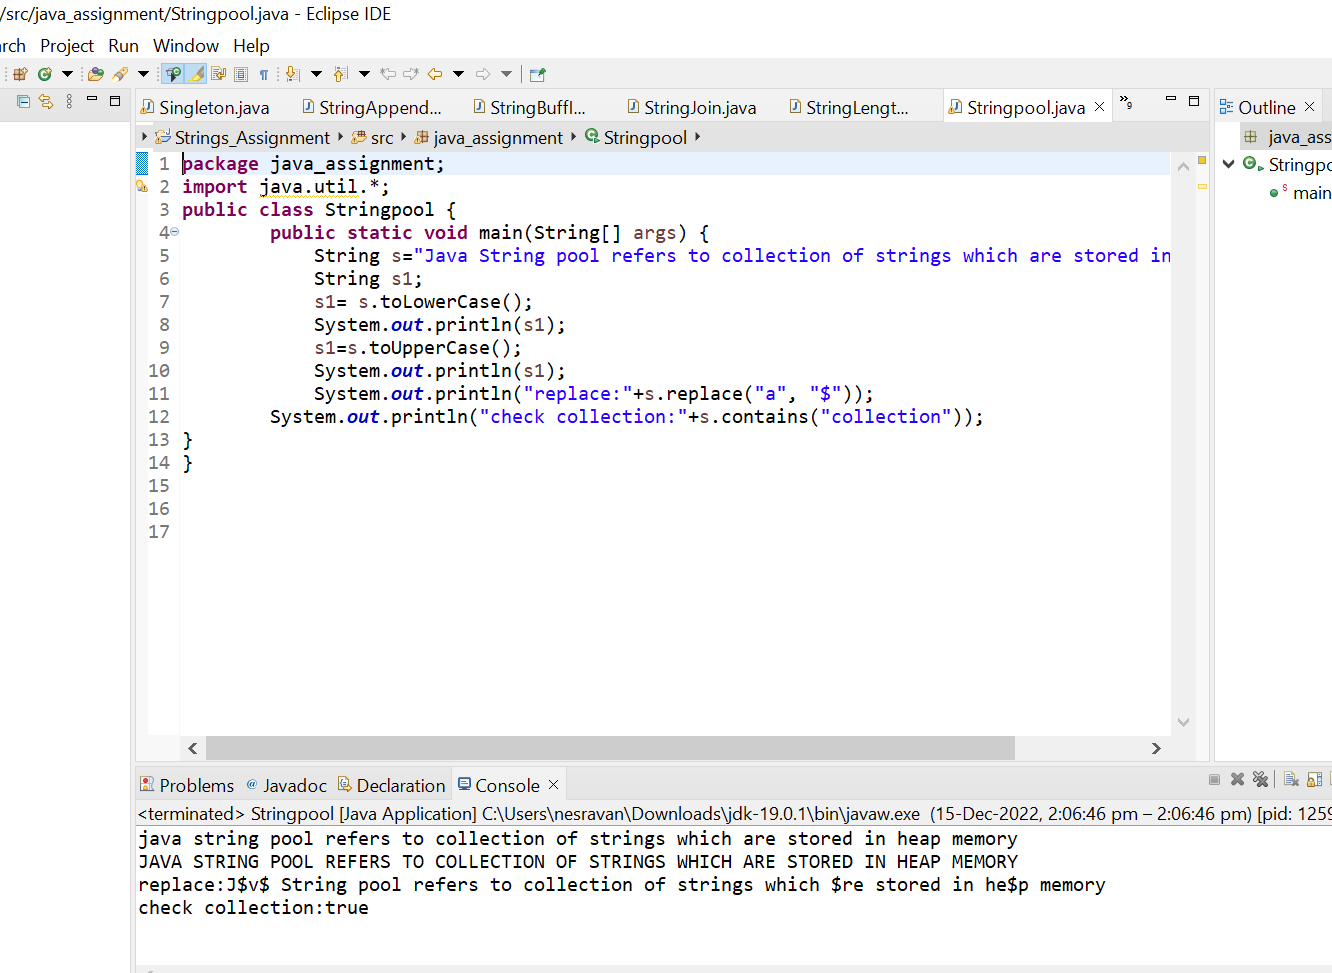 /src/java_assignment/Stringpool.java - Eclipse IDE
rch Project Run Window Help
Singleton.java StringAppend... StringBuffI... StringJoin.java StringLengt... Stringpool.java »9 Outline
Strings_Assignment src java_assignment Stringpool
java_ass
Stringpo
main
1 package java_assignment;
2 import java.util.*;
3 public class Stringpool {
4 public static void main(String[] args) {
5 String s="Java String pool refers to collection of strings which are stored in
6 String s1;
7 s1= s.toLowerCase();
8 System.out.println(s1);
9 s1=s.toUpperCase();
10 System.out.println(s1);
11 System.out.println("replace:"+s.replace("a", "$"));
12 System.out.println("check collection:"+s.contains("collection"));
13 }
14 }
15
16
17
Problems @ Javadoc Declaration Console
<terminated> Stringpool [Java Application] C:\Users\nesravan\Downloads\jdk-19.0.1\bin\javaw.exe (15-Dec-2022, 2:06:46 pm – 2:06:46 pm) [pid: 1259
java string pool refers to collection of strings which are stored in heap memory
JAVA STRING POOL REFERS TO COLLECTION OF STRINGS WHICH ARE STORED IN HEAP MEMORY
replace:J$v$ String pool refers to collection of strings which $re stored in he$p memory
check collection:true